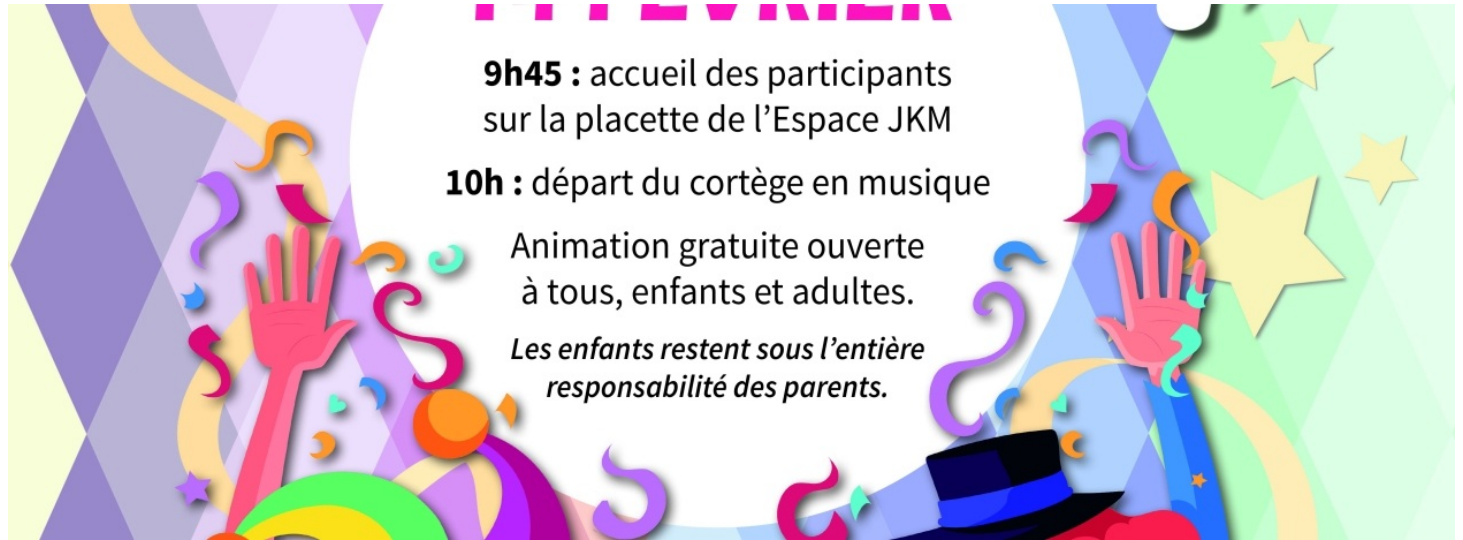 FÉVRIER
9h45 : accueil des participants
sur la placette de l’Espace JKM
10h : départ du cortège en musique
Animation gratuite ouverte
à tous, enfants et adultes.
Les enfants restent sous l’entière
responsabilité des parents.